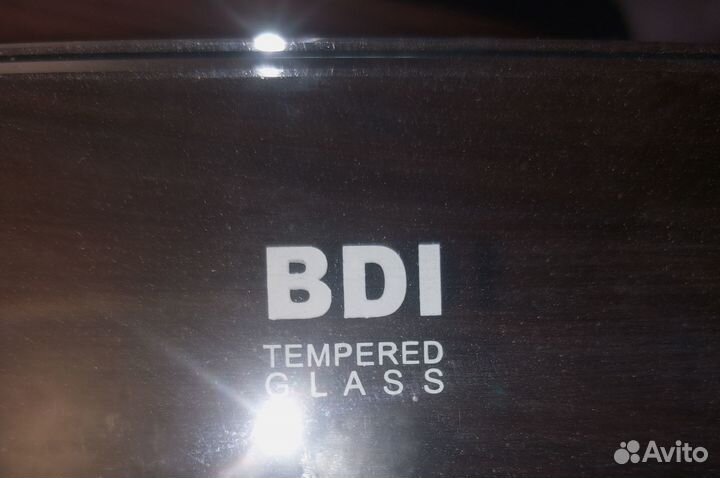 BDI
TEMPERED
GLASS
Avito